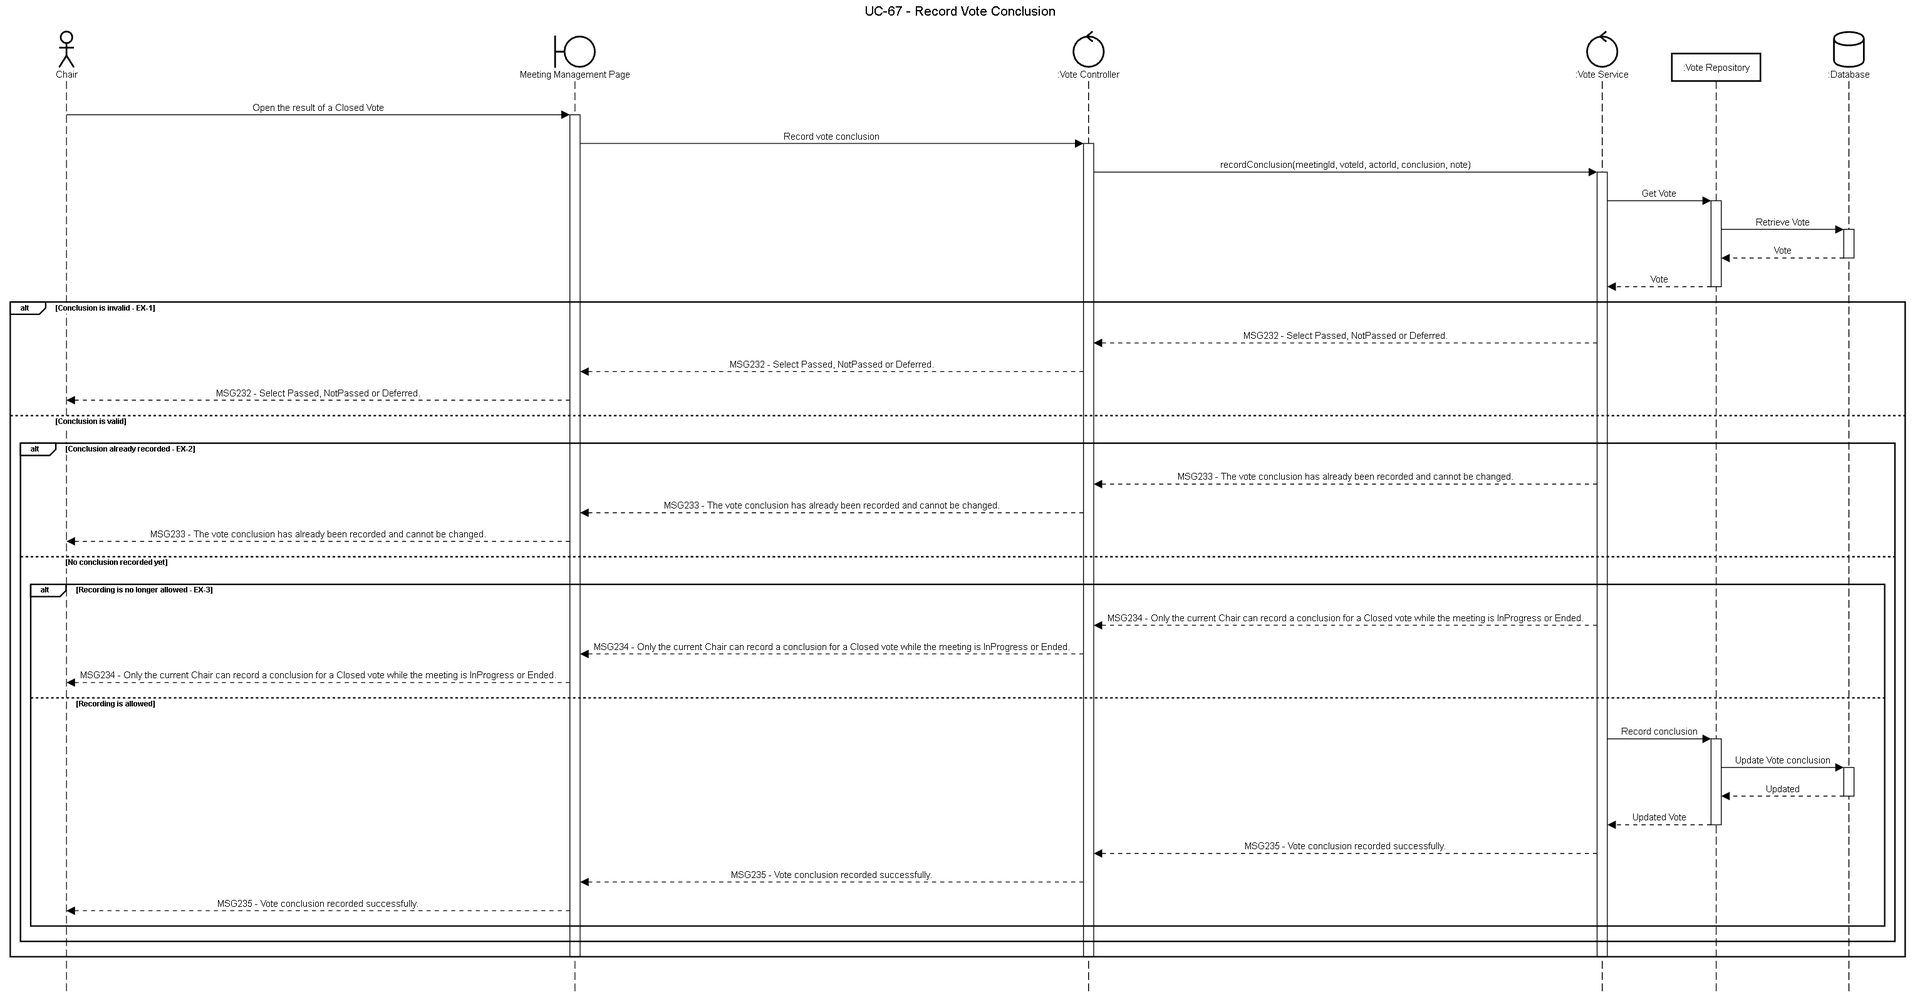 UC-67 - Record Vote Conclusion
Chair
Meeting Management Page
:Vote Controller
:Vote Service
:Vote Repository
:Database
Open the result of a Closed Vote
Record vote conclusion
recordConclusion(meetingId, voteId, actorId, conclusion, note)
Get Vote
Retrieve Vote
Vote
Vote
alt
[Conclusion is invalid - EX-1]
MSG232 - Select Passed, NotPassed or Deferred.
MSG232 - Select Passed, NotPassed or Deferred.
MSG232 - Select Passed, NotPassed or Deferred.
[Conclusion is valid]
alt
[Conclusion already recorded - EX-2]
MSG233 - The vote conclusion has already been recorded and cannot be changed.
MSG233 - The vote conclusion has already been recorded and cannot be changed.
MSG233 - The vote conclusion has already been recorded and cannot be changed.
[No conclusion recorded yet]
alt
[Recording is no longer allowed - EX-3]
MSG234 - Only the current Chair can record a conclusion for a Closed vote while the meeting is InProgress or Ended.
MSG234 - Only the current Chair can record a conclusion for a Closed vote while the meeting is InProgress or Ended.
MSG234 - Only the current Chair can record a conclusion for a Closed vote while the meeting is InProgress or Ended.
[Recording is allowed]
Record conclusion
Update Vote conclusion
Updated
Updated Vote
MSG235 - Vote conclusion recorded successfully.
MSG235 - Vote conclusion recorded successfully.
MSG235 - Vote conclusion recorded successfully.